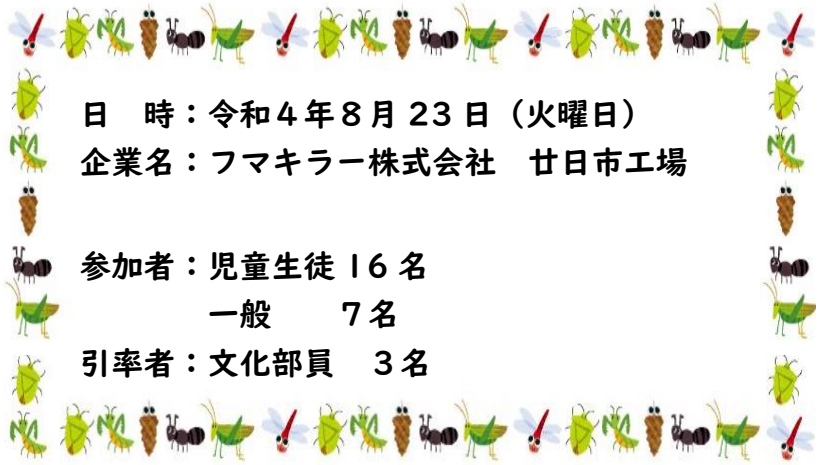 日　時：令和４年８月 23 日（火曜日）
企業名：フマキラー株式会社　廿日市工場
参加者：児童生徒 16 名
一般　　７名
引率者：文化部員　３名